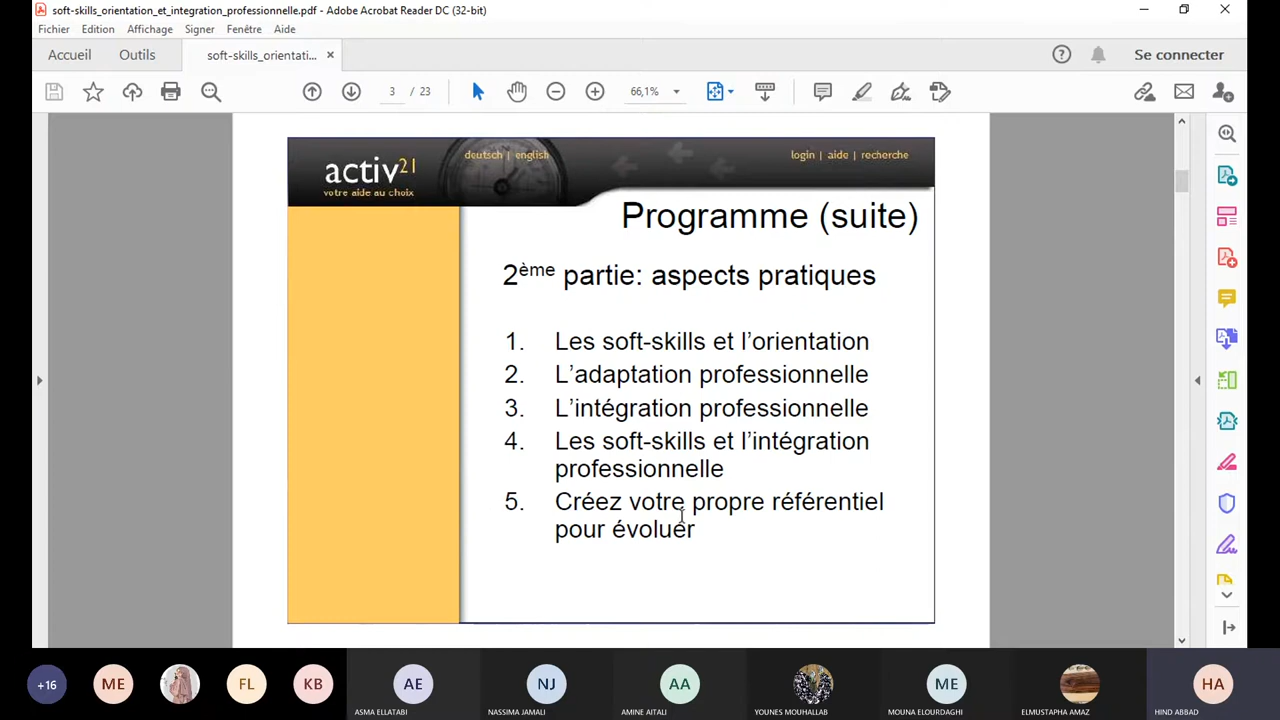 soft-skills_orientation_et_integration_professionnelle.pdf - Adobe Acrobat Reader DC (32-bit)
Fichier Edition Affichage Signer Fenêtre Aide
Accueil Outils soft-skills_orientati... × ? Se connecter
3 / 23 66,1%
activ21
votre aide au choix
deutsch | english
login | aide | recherche
Programme (suite)
2ème partie: aspects pratiques
1. Les soft-skills et l’orientation
2. L’adaptation professionnelle
3. L’intégration professionnelle
4. Les soft-skills et l’intégration
professionnelle
5. Créez votre propre référentiel
pour évoluer
+16 ME FL KB AE NJ AA ME HA
ASMA ELLATABI NASSIMA JAMALI AMINE AITALI YOUNES MOUHALLAB MOUNA ELOURDAGHI ELMUSTAPHA AMAZ HIND ABBAD